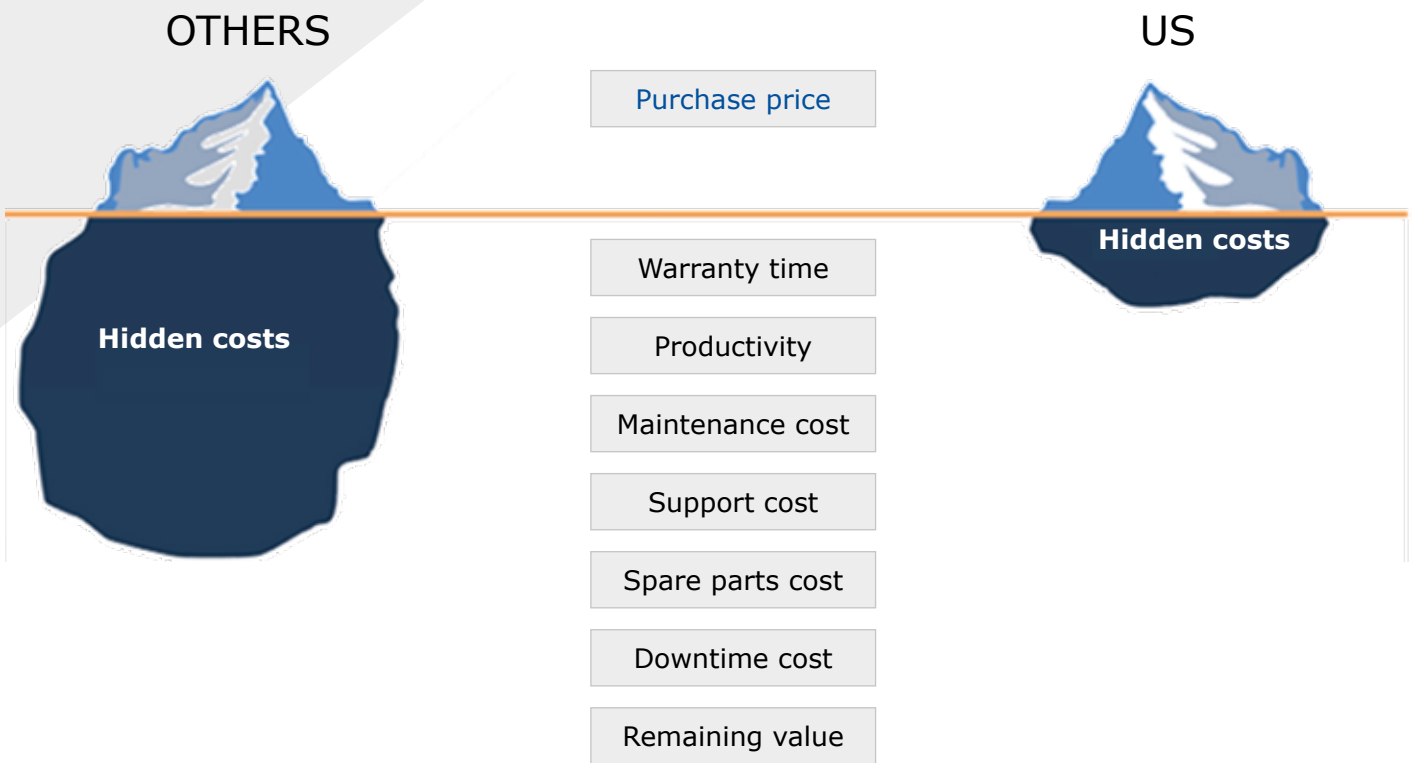 OTHERS
US
Purchase price
Hidden costs
Warranty time
Hidden costs
Productivity
Maintenance cost
Support cost
Spare parts cost
Downtime cost
Remaining value